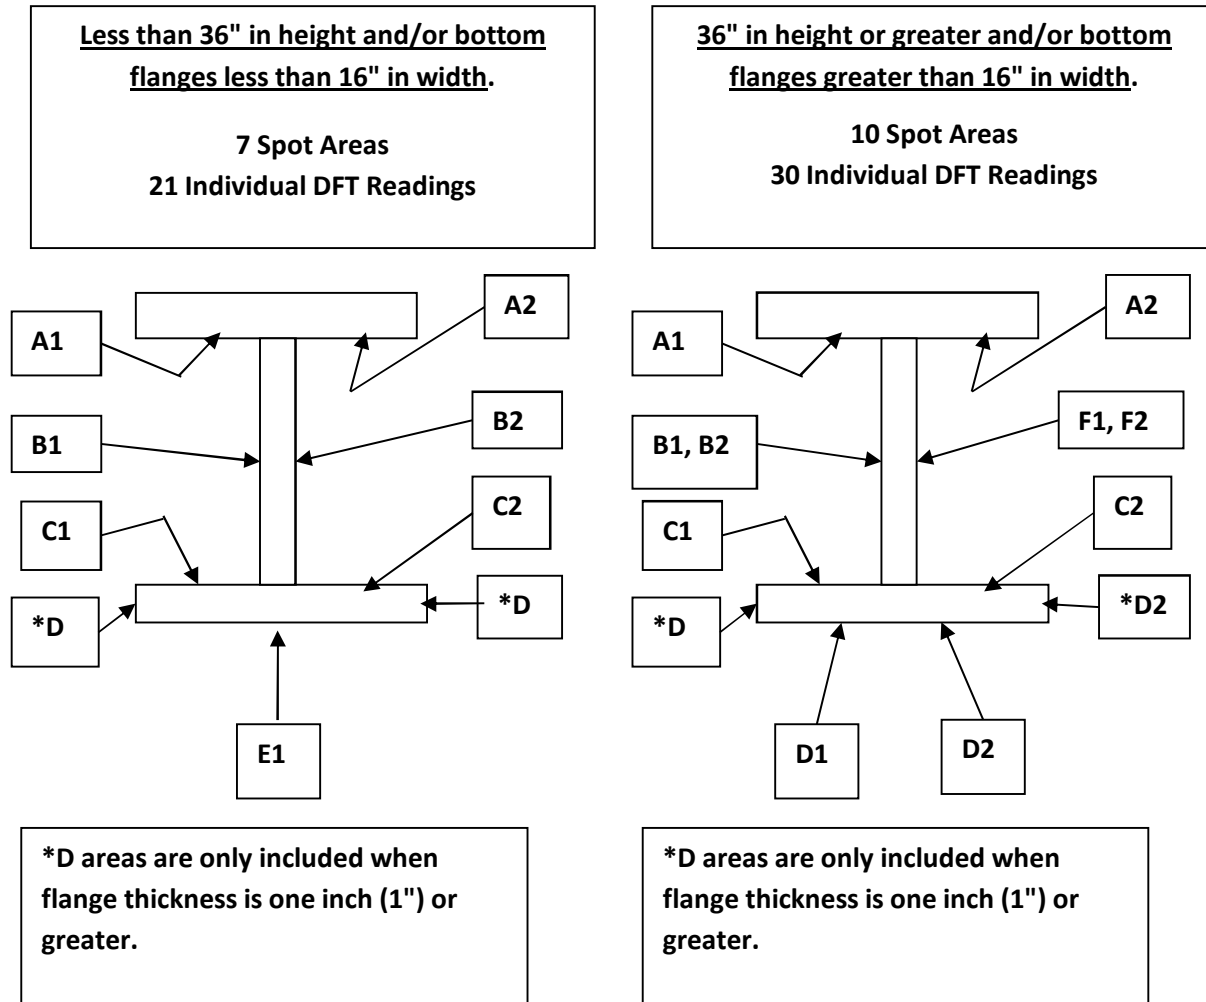 Less than 36" in height and/or bottom
flanges less than 16" in width.
7 Spot Areas
21 Individual DFT Readings
A1
A2
B1
B2
C1
C2
*D
*D
E1
*D areas are only included when
flange thickness is one inch (1") or
greater.
36" in height or greater and/or bottom
flanges greater than 16" in width.
10 Spot Areas
30 Individual DFT Readings
A1
A2
B1, B2
F1, F2
C1
C2
*D
*D2
D1
D2
*D areas are only included when
flange thickness is one inch (1") or
greater.